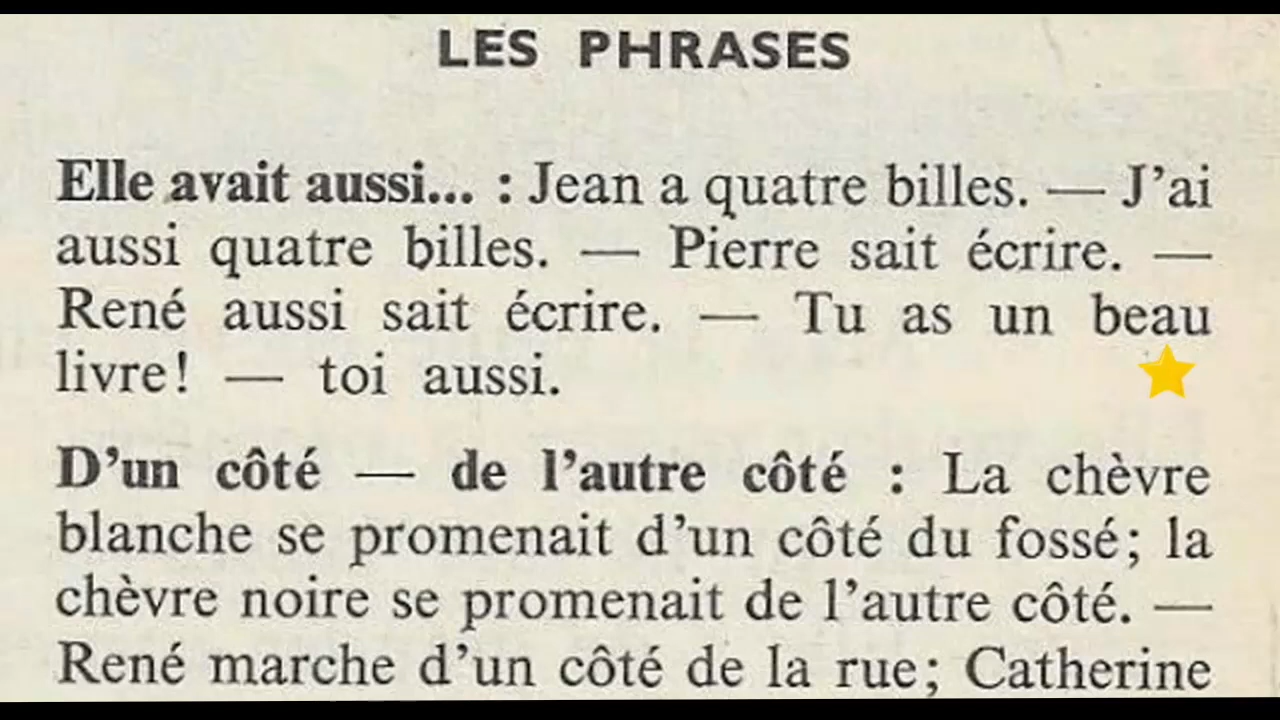 LES PHRASES
Elle avait aussi... : Jean a quatre billes. — J'ai
aussi quatre billes. — Pierre sait écrire. —
René aussi sait écrire. — Tu as un beau
livre! — toi aussi.
D'un côté — de l'autre côté : La chèvre
blanche se promenait d'un côté du fossé; la
chèvre noire se promenait de l'autre côté. —
René marche d'un côté de la rue; Catherine